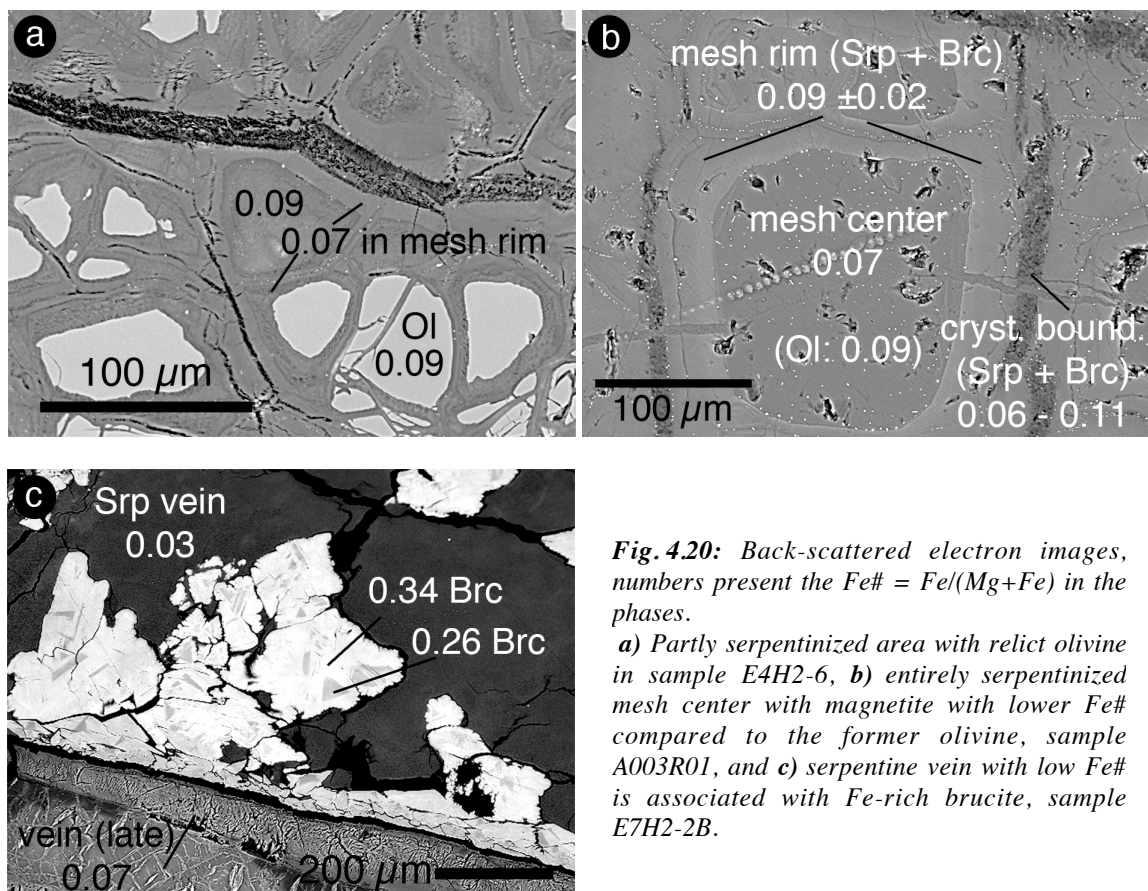 a
0.09
0.07 in mesh rim
Ol
0.09
100 µm
b
mesh rim (Srp + Brc)
0.09 ±0.02
mesh center
0.07
(Ol: 0.09)
cryst. bound.
(Srp + Brc)
0.06 - 0.11
100 µm
c
Srp vein
0.03
0.34 Brc
0.26 Brc
vein (late)
0.07
200 µm
Fig. 4.20: Back-scattered electron images,
numbers present the Fe# = Fe/(Mg+Fe) in the
phases.
a) Partly serpentinized area with relict olivine
in sample E4H2-6, b) entirely serpentinized
mesh center with magnetite with lower Fe#
compared to the former olivine, sample
A003R01, and c) serpentine vein with low Fe#
is associated with Fe-rich brucite, sample
E7H2-2B.